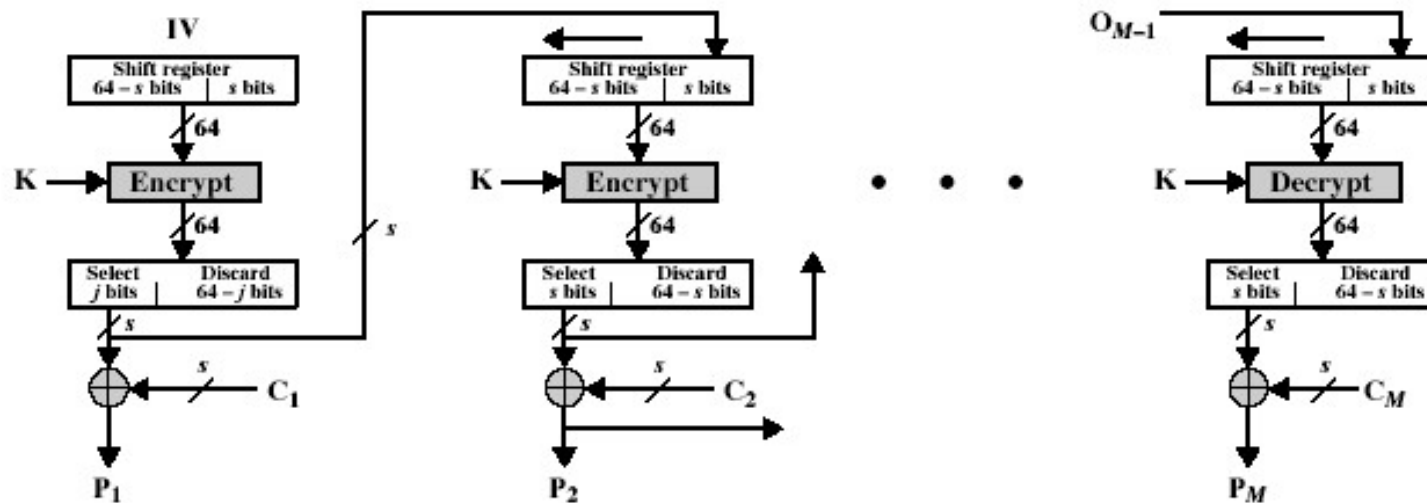 IV
O_{M-1}
Shift register
64 – s bits | s bits
Shift register
64 – s bits | s bits
Shift register
64 – s bits | s bits
64
64
64
K
Encrypt
K
Encrypt
• • •
K
Decrypt
64
64
64
s
Select
j bits
Discard
64 – j bits
Select
s bits
Discard
64 – s bits
Select
s bits
Discard
64 – s bits
s
s
s
s
C_1
s
C_2
s
C_M
P_1
P_2
P_M